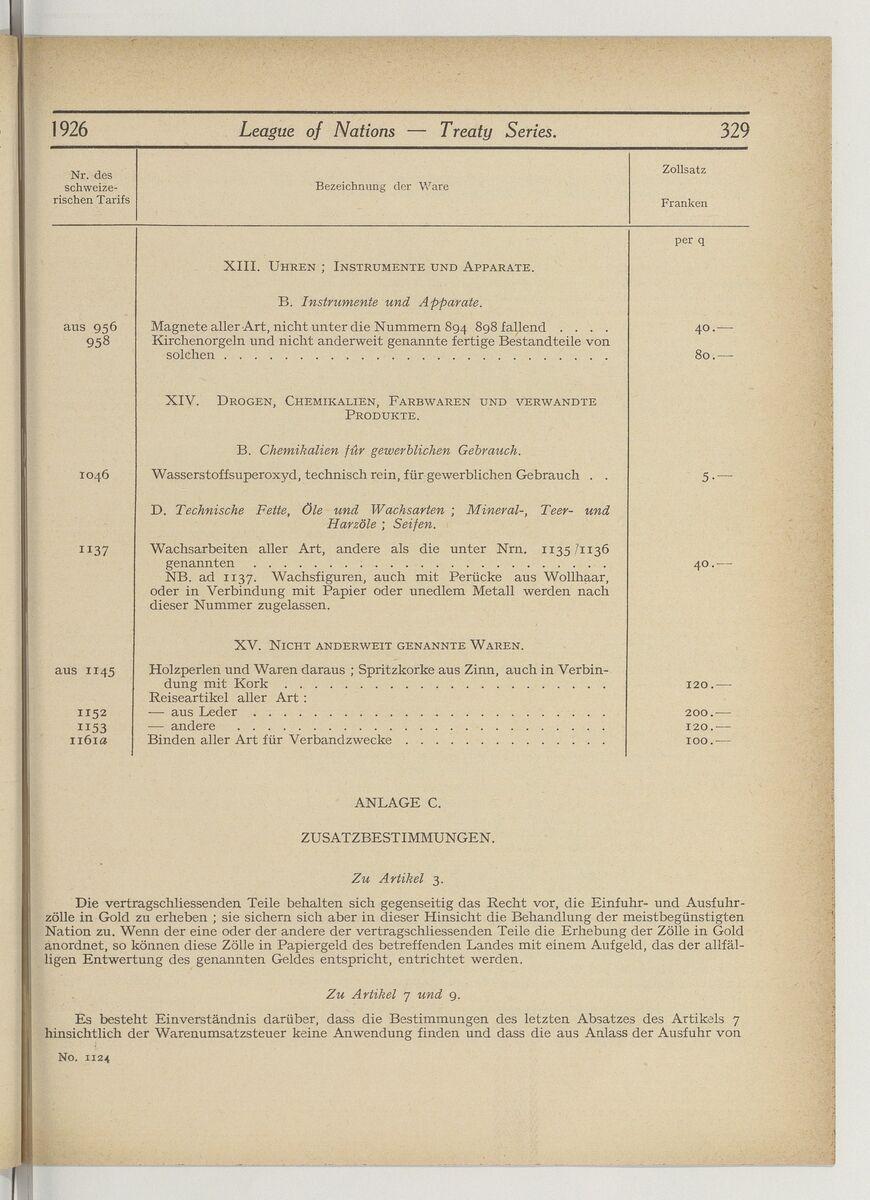 1926 League of Nations — Treaty Series. 329
Nr. des
schweize-
rischen Tarifs
Bezeichnung der Ware
Zollsatz
Franken
per q
XIII. Uhren ; Instrumente und Apparate.
B. Instrumente und Apparate.
aus 956 Magnete aller Art, nicht unter die Nummern 894 898 fallend . . . . 40.—
958 Kirchenorgeln und nicht anderweit genannte fertige Bestandteile von
solchen . . . . . . . . . . . . . . . . . . . . . . . . . . 80.—
XIV. Drogen, Chemikalien, Farbwaren und verwandte
Produkte.
B. Chemikalien für gewerblichen Gebrauch.
1046 Wasserstoffsuperoxyd, technisch rein, für gewerblichen Gebrauch . . 5.—
D. Technische Fette, Öle und Wachsarten ; Mineral-, Teer- und
Harzöle ; Seifen.
1137 Wachsarbeiten aller Art, andere als die unter Nrn. 1135/1136
genannten . . . . . . . . . . . . . . . . . . . . . . . . 40.—
NB. ad 1137. Wachsfiguren, auch mit Perücke aus Wollhaar,
oder in Verbindung mit Papier oder unedlem Metall werden nach
dieser Nummer zugelassen.
XV. Nicht anderweit genannte Waren.
aus 1145 Holzperlen und Waren daraus ; Spritzkorke aus Zinn, auch in Verbin-
dung mit Kork . . . . . . . . . . . . . . . . . . . . . . 120.—
Reiseartikel aller Art :
1152 — aus Leder . . . . . . . . . . . . . . . . . . . . . . . . 200.—
1153 — andere . . . . . . . . . . . . . . . . . . . . . . . . . 120.—
1161a Binden aller Art für Verbandzwecke . . . . . . . . . . . . . . 100.—
ANLAGE C.
ZUSATZBESTIMMUNGEN.
Zu Artikel 3.
Die vertragschliessenden Teile behalten sich gegenseitig das Recht vor, die Einfuhr- und Ausfuhr-
zölle in Gold zu erheben ; sie sichern sich aber in dieser Hinsicht die Behandlung der meistbegünstigten
Nation zu. Wenn der eine oder der andere der vertragschliessenden Teile die Erhebung der Zölle in Gold
anordnet, so können diese Zölle in Papiergeld des betreffenden Landes mit einem Aufgeld, das der allfäl-
ligen Entwertung des genannten Geldes entspricht, entrichtet werden.
Zu Artikel 7 und 9.
Es besteht Einverständnis darüber, dass die Bestimmungen des letzten Absatzes des Artikels 7
hinsichtlich der Warenumsatzsteuer keine Anwendung finden und dass die aus Anlass der Ausfuhr von
No. 1124